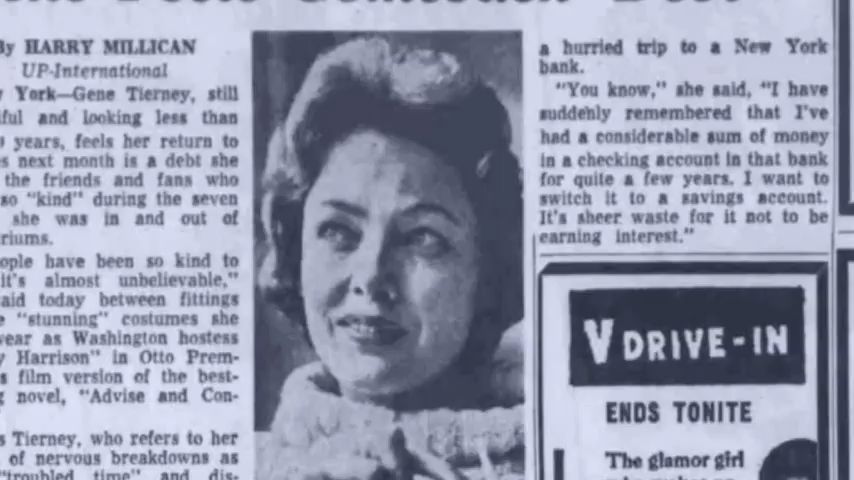 By HARRY MILLICAN
UP-International
York—Gene Tierney, still
and looking less than
years, feels her return to
next month is a debt she
the friends and fans who
so "kind" during the seven
she was in and out of
have been so kind to
it's almost unbelievable,"
today between fittings
"stunning" costumes she
as Washington hostess
Harrison" in Otto Prem-
film version of the best-
novel, "Advise and Con-
Tierney, who refers to her
of nervous breakdowns as
"troubled time" and dis-
a hurried trip to a New York
bank.
"You know," she said, "I have
suddenly remembered that I've
had a considerable sum of money
in a checking account in that bank
for quite a few years. I want to
switch it to a savings account.
It's sheer waste for it not to be
earning interest."
V DRIVE-IN
ENDS TONITE
The glamor girl